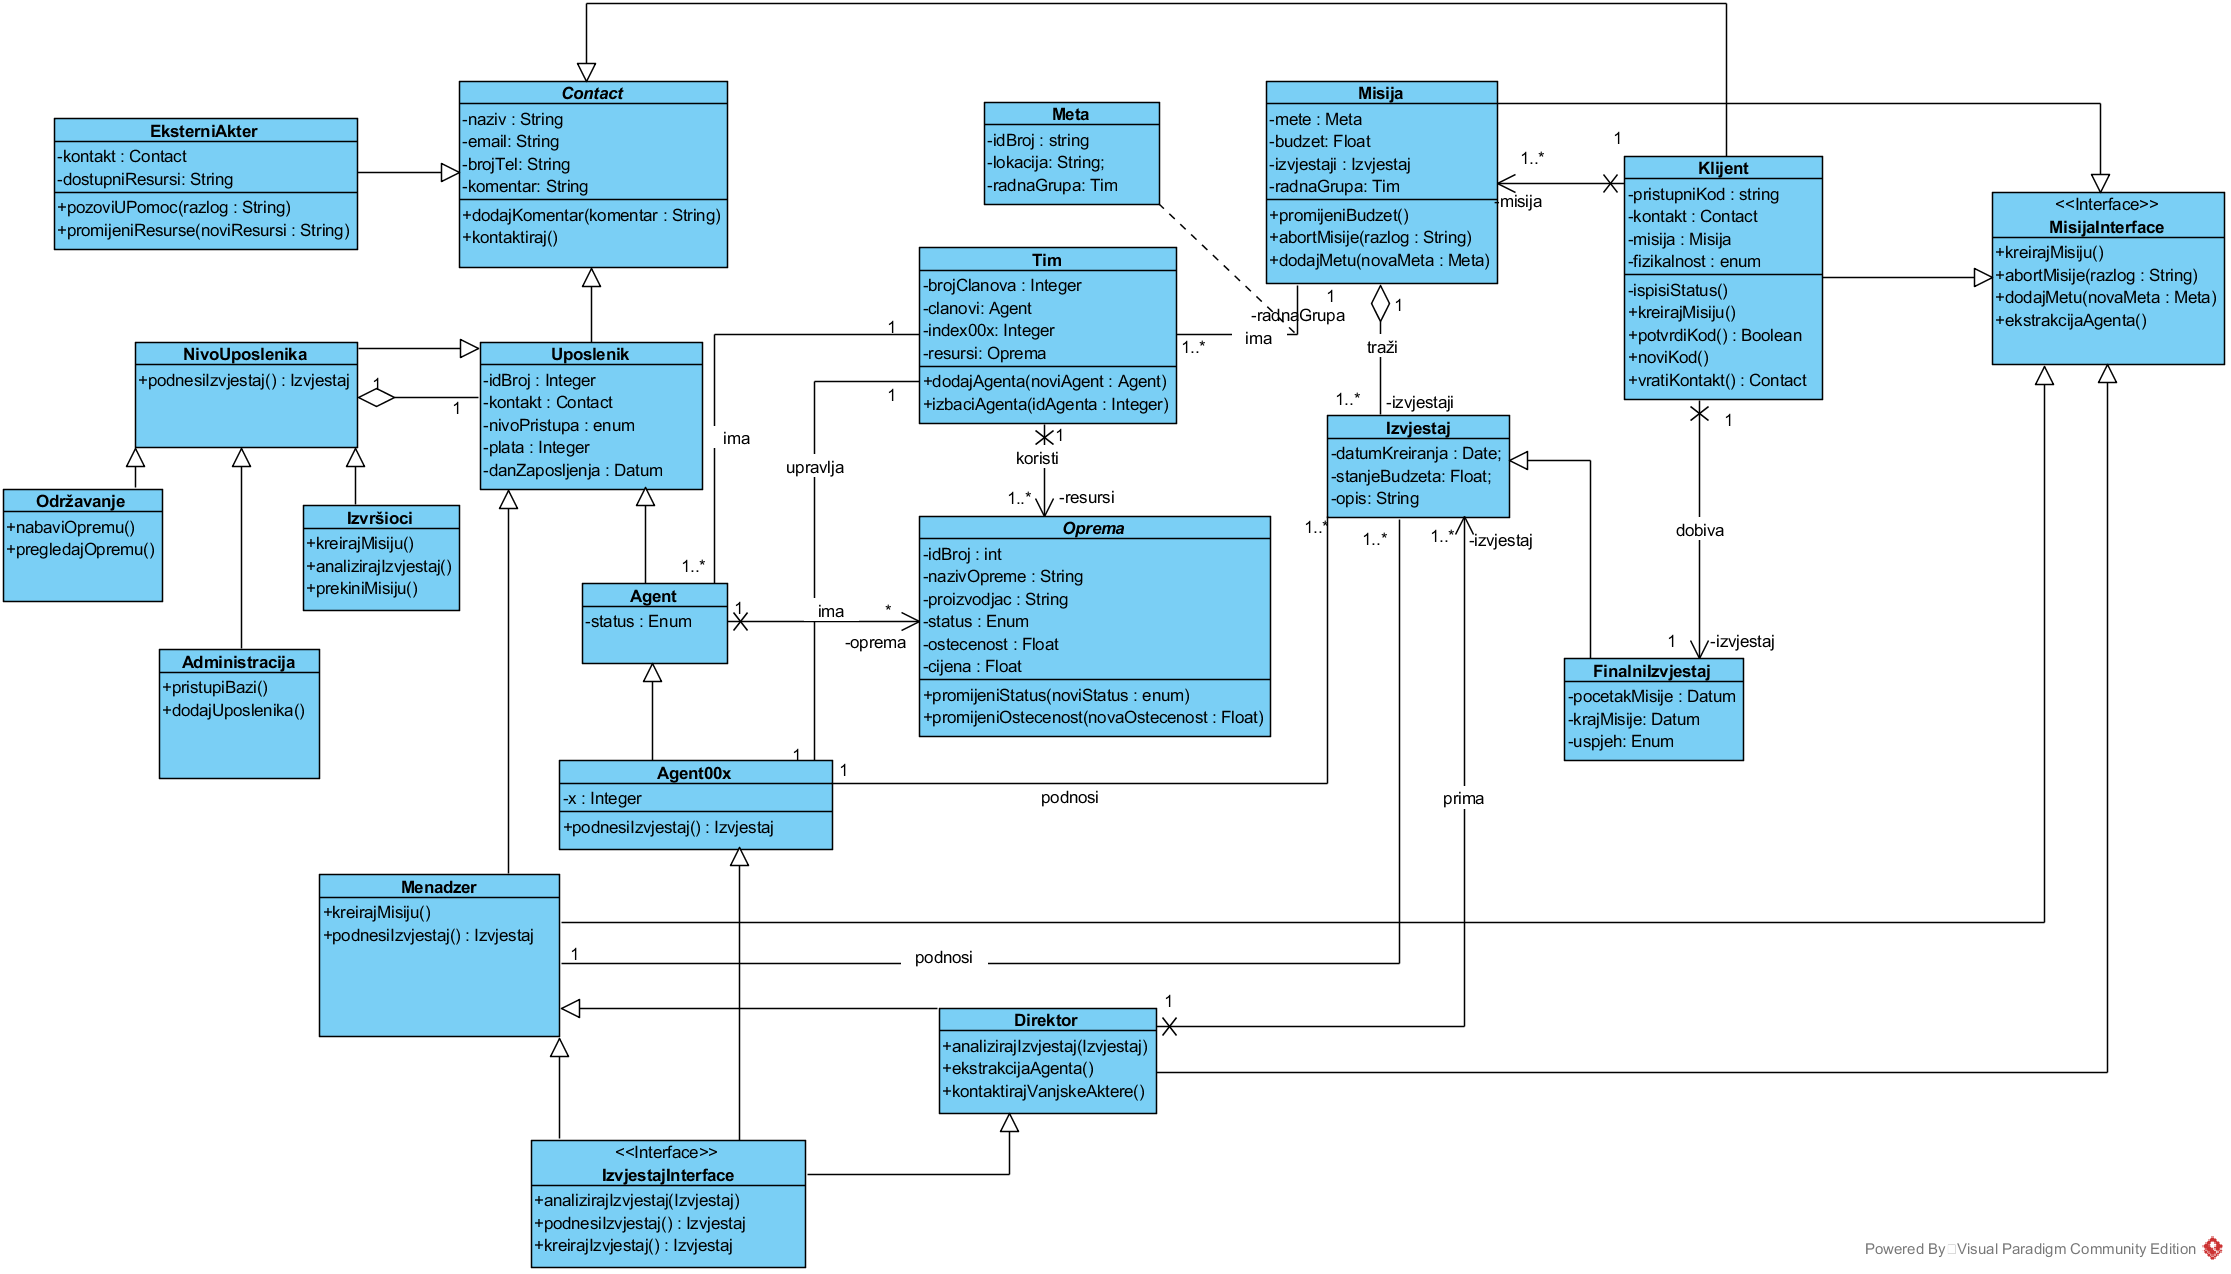 Contact
-naziv : String
-email: String
-brojTel: String
-komentar: String
+dodajKomentar(komentar : String)
+kontaktiraj()
EksterniAkter
-kontakt : Contact
-dostupniResursi: String
+pozoviUPomoc(razlog : String)
+promijeniResurse(noviResursi : String)
Meta
-idBroj : string
-lokacija: String;
-radnaGrupa: Tim
Misija
-mete : Meta
-budzet: Float
-izvjestaji : Izvjestaj
-radnaGrupa: Tim
+promijeniBudzet()
+abortMisije(razlog : String)
+dodajMetu(novaMeta : Meta)
1
1..*
-misija
Klijent
-pristupniKod : string
-kontakt : Contact
-misija : Misija
-fizikalnost : enum
-ispisiStatus()
+kreirajMisiju()
+potvrdiKod() : Boolean
+noviKod()
+vratiKontakt() : Contact
<<Interface>>
MisijaInterface
+kreirajMisiju()
+abortMisije(razlog : String)
+dodajMetu(novaMeta : Meta)
+ekstrakcijaAgenta()
Tim
-brojClanova : Integer
-clanovi: Agent
-index00x: Integer
-resursi: Oprema
+dodajAgenta(noviAgent : Agent)
+izbaciAgenta(idAgenta : Integer)
1
-radnaGrupa
ima
1..*
1
traži
1..*
-izvjestaji
NivoUposlenika
+podnesiIzvjestaj() : Izvjestaj
1
1
Uposlenik
-idBroj : Integer
-kontakt : Contact
-nivoPristupa : enum
-plata : Integer
-danZaposljenja : Datum
1
ima
1..*
1
upravlja
1
1
koristi
1..*
-resursi
Izvjestaj
-datumKreiranja : Date;
-stanjeBudzeta: Float;
-opis: String
1
dobiva
1
-izvjestaj
Održavanje
+nabaviOpremu()
+pregledajOpremu()
Izvršioci
+kreirajMisiju()
+analizirajIzvjestaj()
+prekiniMisiju()
Oprema
-idBroj : int
-nazivOpreme : String
-proizvodjac : String
-status : Enum
-ostecenost : Float
-cijena : Float
+promijeniStatus(noviStatus : enum)
+promijeniOstecenost(novaOstecenost : Float)
1..*
1..*
1..*
-izvjestaj
Agent
-status : Enum
1
ima
*
-oprema
Administracija
+pristupiBazi()
+dodajUposlenika()
FinalniIzvjestaj
-pocetakMisije : Datum
-krajMisije: Datum
-uspjeh: Enum
Agent00x
-x : Integer
+podnesiIzvjestaj() : Izvjestaj
1
podnosi
prima
Menadzer
+kreirajMisiju()
+podnesiIzvjestaj() : Izvjestaj
1
podnosi
1
Direktor
+analizirajIzvjestaj(Izvjestaj)
+ekstrakcijaAgenta()
+kontaktirajVanjskeAktere()
<<Interface>>
IzvjestajInterface
+analizirajIzvjestaj(Izvjestaj)
+podnesiIzvjestaj() : Izvjestaj
+kreirajIzvjestaj() : Izvjestaj
Powered By Visual Paradigm Community Edition